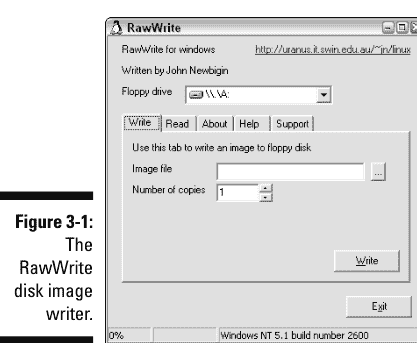 RawWrite
RawWrite for windows http://uranus.it.swin.edu.au/~jn/linux
Written by John Newbigin
Floppy drive \\.\A:
Write Read About Help Support
Use this tab to write an image to floppy disk
Image file ...
Number of copies 1
Write
Exit
0% Windows NT 5.1 build number 2600
Figure 3-1:
The
RawWrite
disk image
writer.